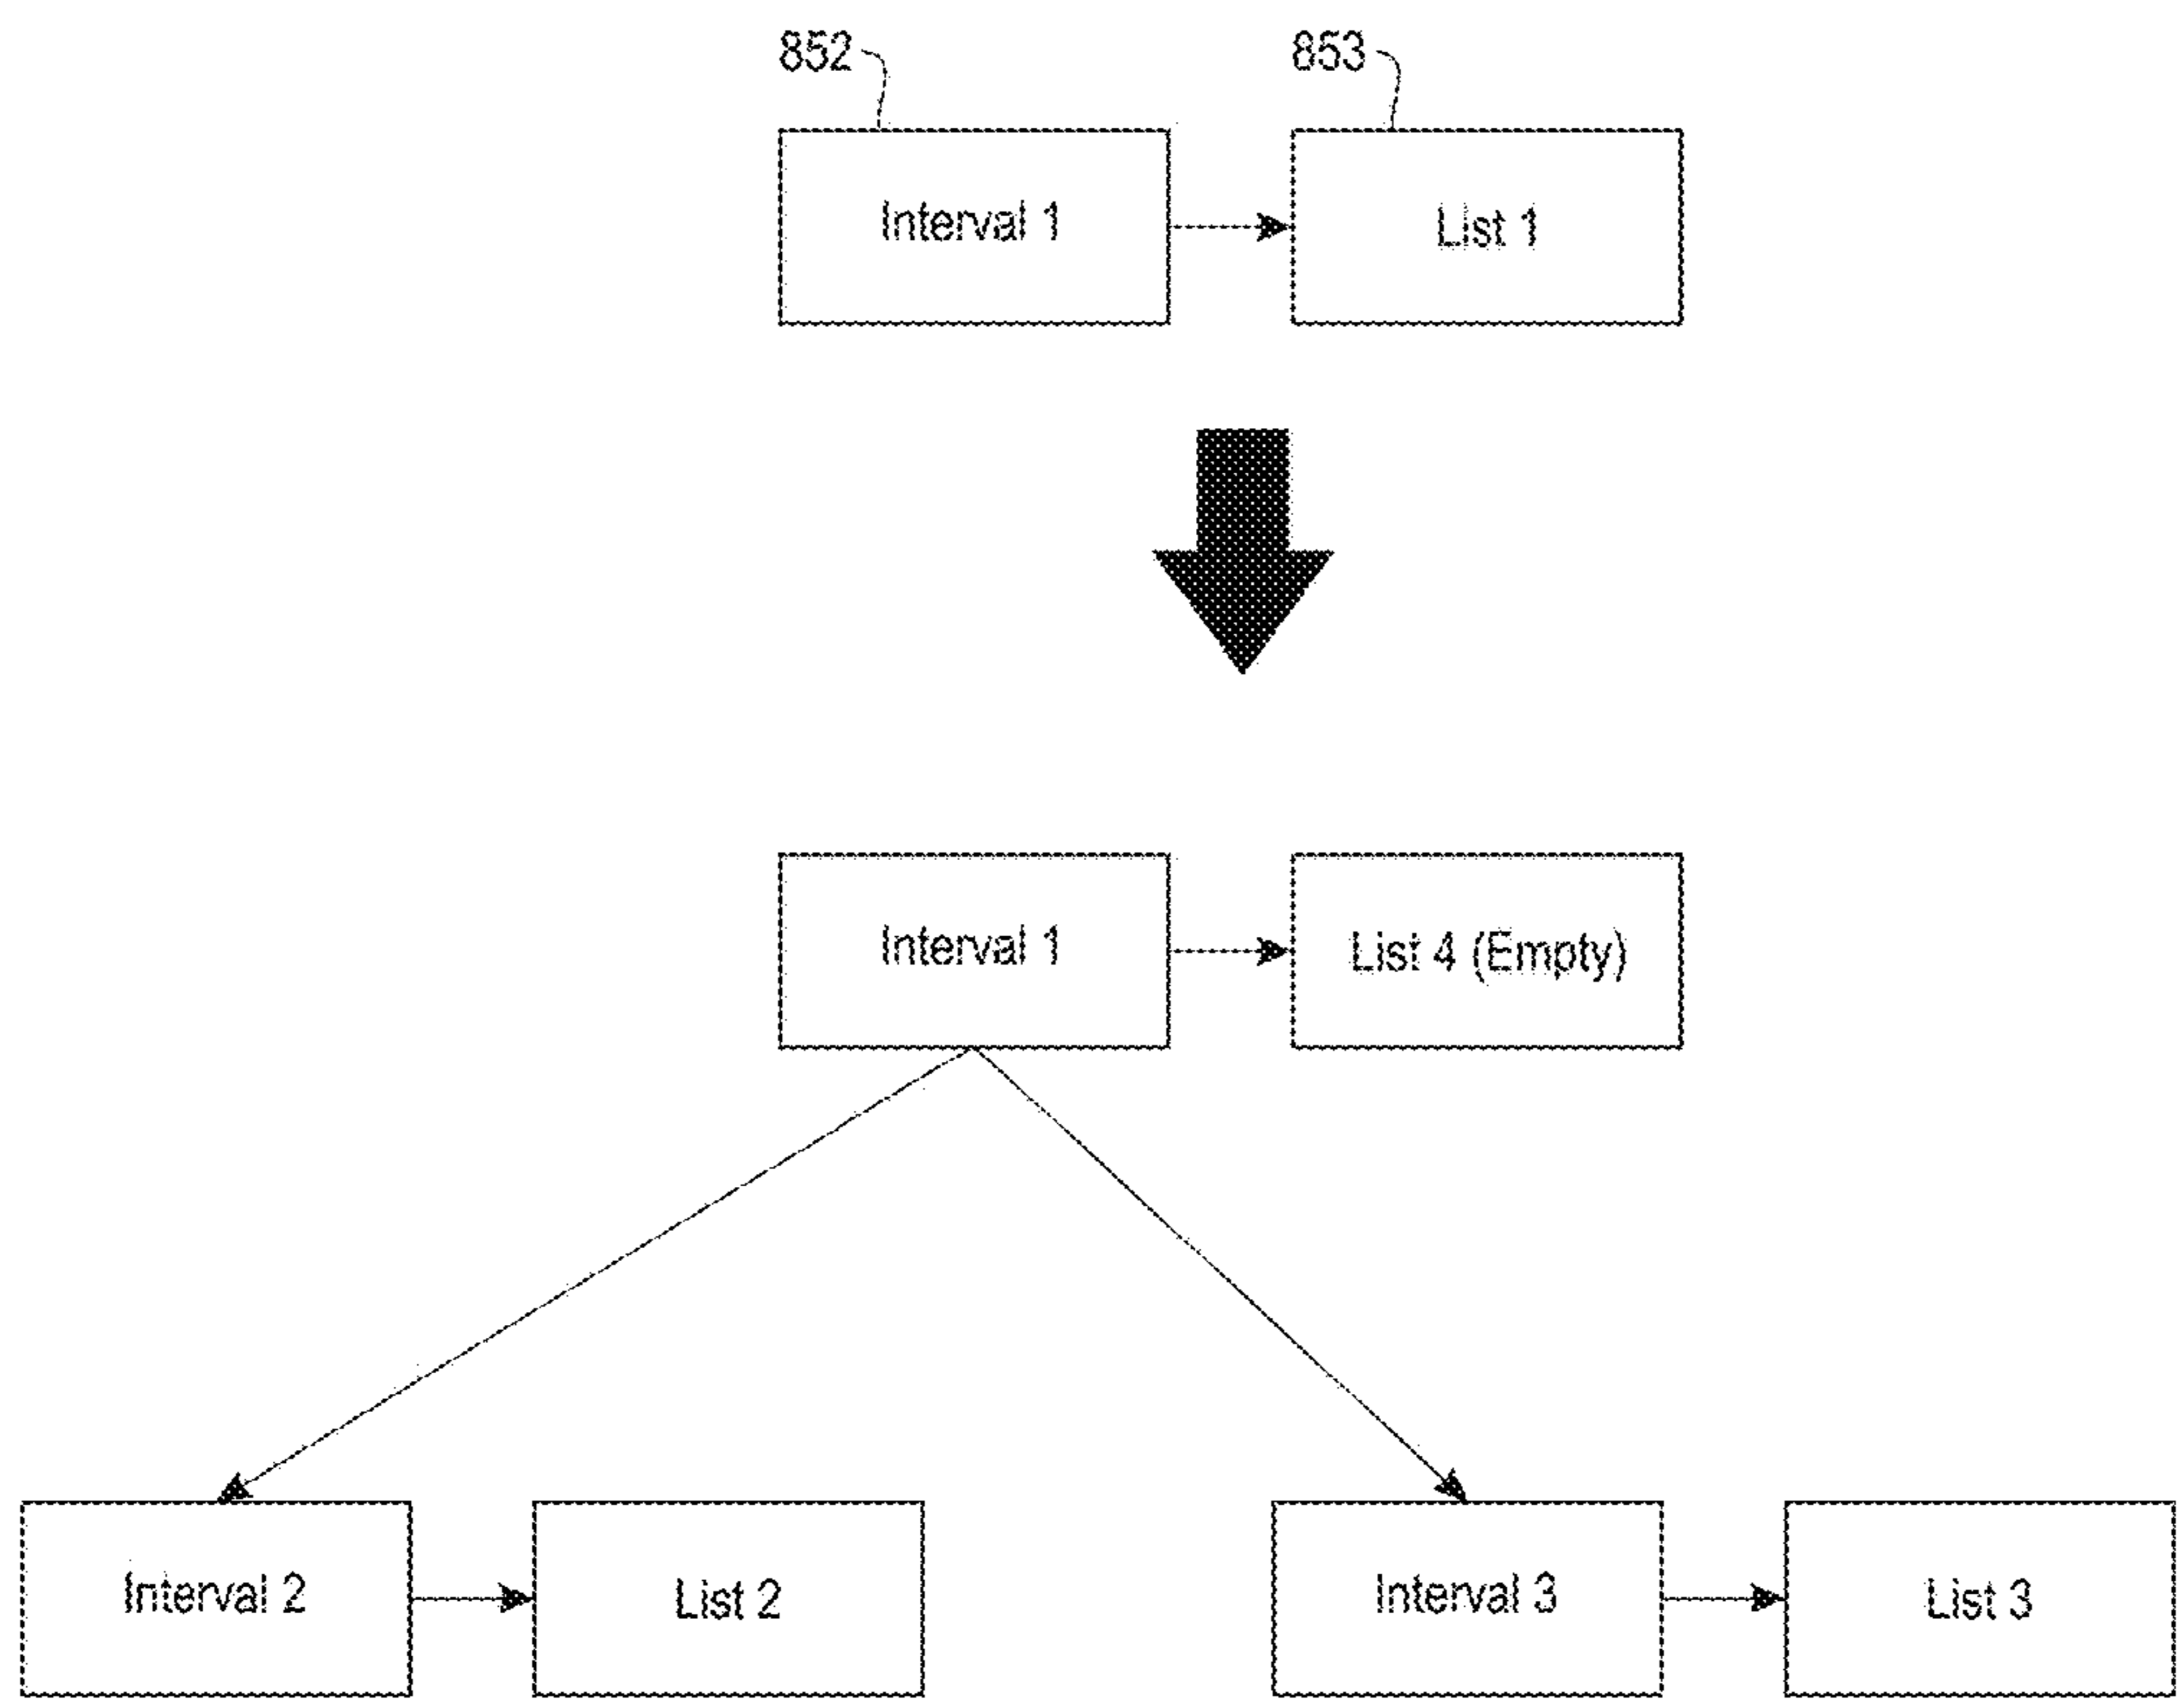 852
853
Interval 1
List 1
Interval 1
List 4 (Empty)
Interval 2
List 2
Interval 3
List 3